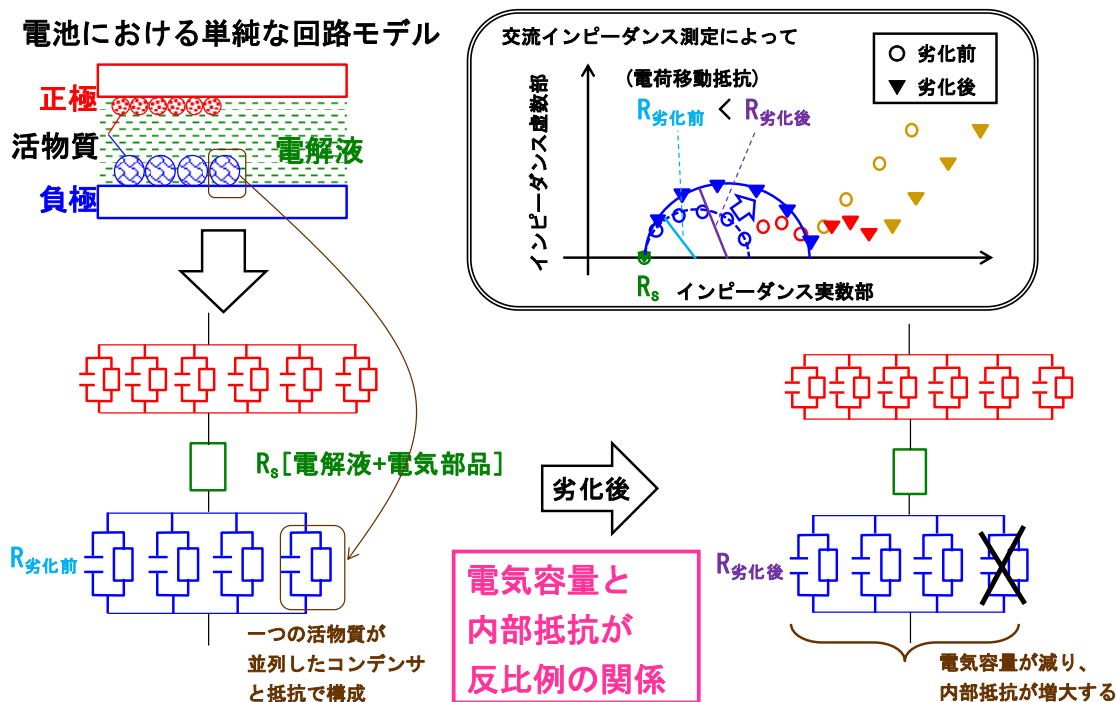 電池における単純な回路モデル
正極
活物質
電解液
負極
交流インピーダンス測定によって
劣化前
劣化後
(電荷移動抵抗)
R劣化前 < R劣化後
インピーダンス虚数部
Rs
インピーダンス実数部
Rs[電解液+電気部品]
劣化後
R劣化前
R劣化後
一つの活物質が
並列したコンデンサ
と抵抗で構成
電気容量と
内部抵抗が
反比例の関係
電気容量が減り、
内部抵抗が増大する